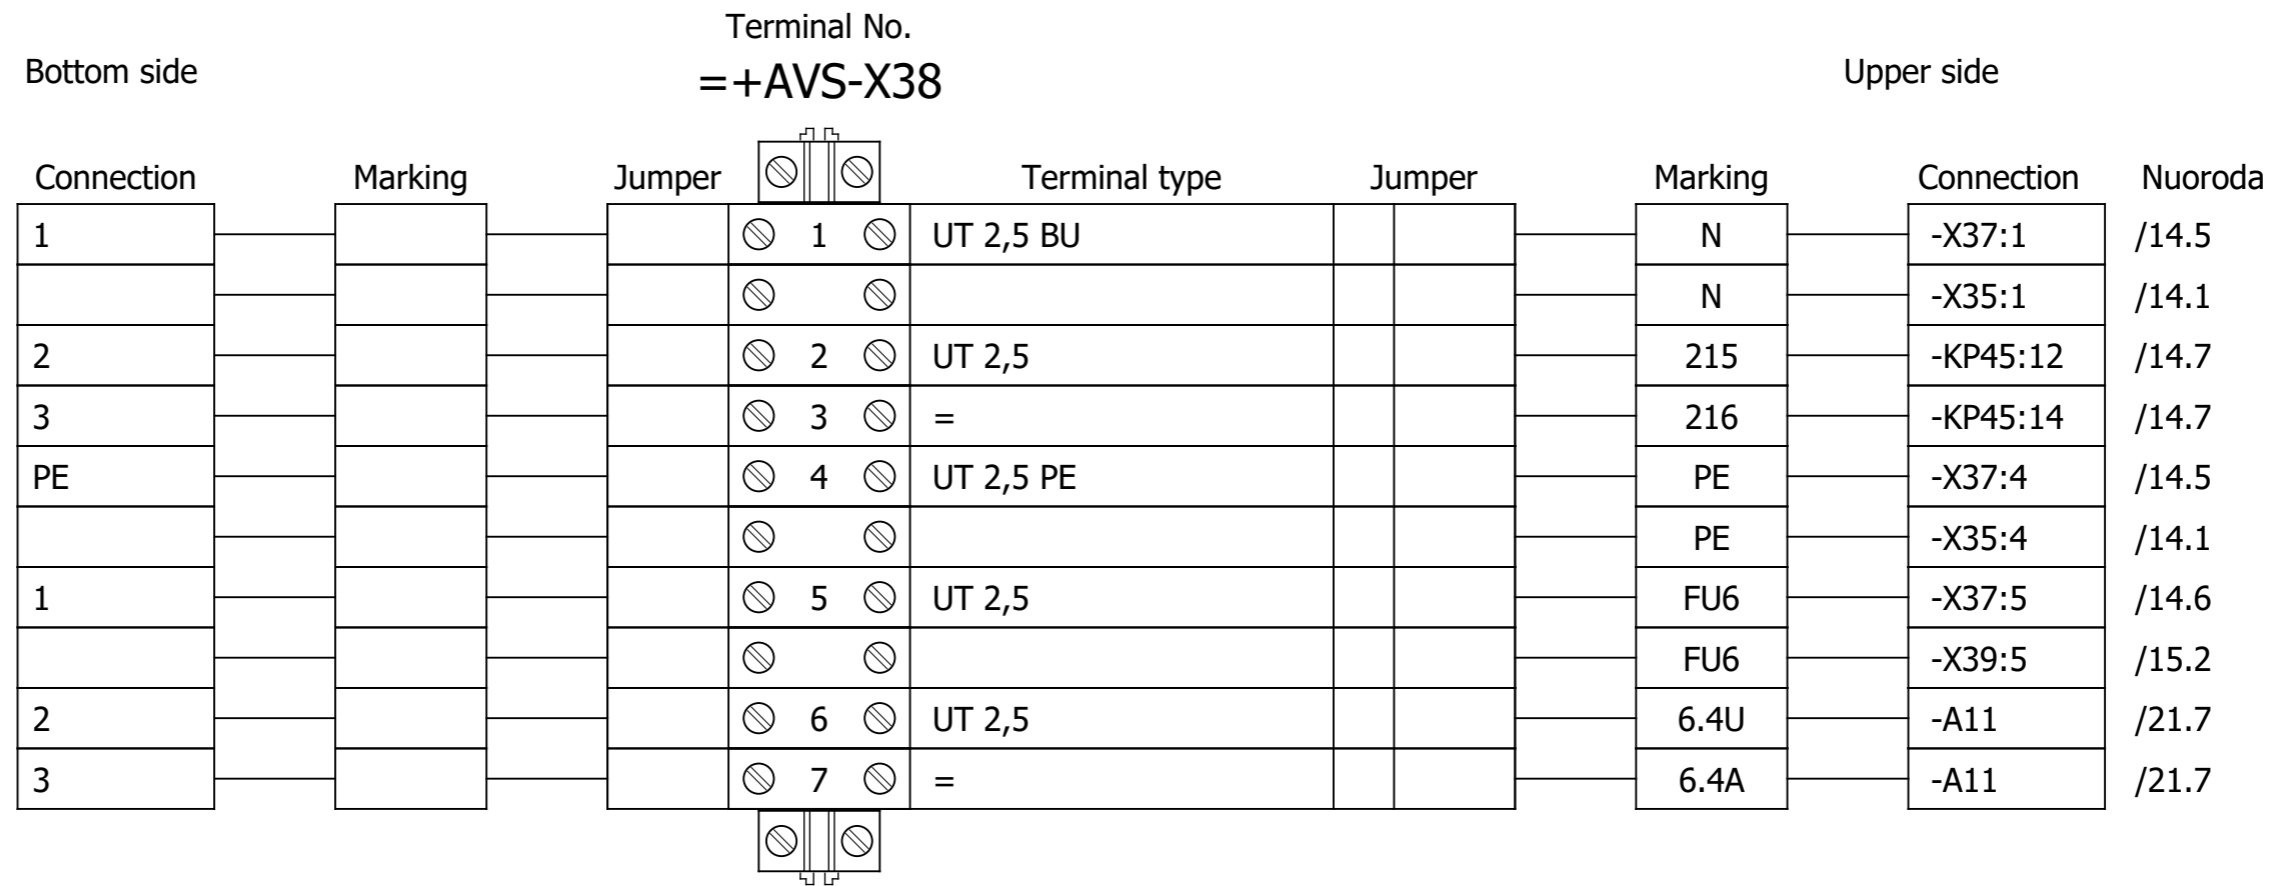 Terminal No.
Bottom side =+AVS-X38 Upper side
Connection Marking Jumper Terminal type Jumper Marking Connection Nuoroda
1 1 UT 2,5 BU N -X37:1 /14.5
N -X35:1 /14.1
2 2 UT 2,5 215 -KP45:12 /14.7
3 3 = 216 -KP45:14 /14.7
PE 4 UT 2,5 PE PE -X37:4 /14.5
PE -X35:4 /14.1
1 5 UT 2,5 FU6 -X37:5 /14.6
FU6 -X39:5 /15.2
2 6 UT 2,5 6.4U -A11 /21.7
3 7 = 6.4A -A11 /21.7